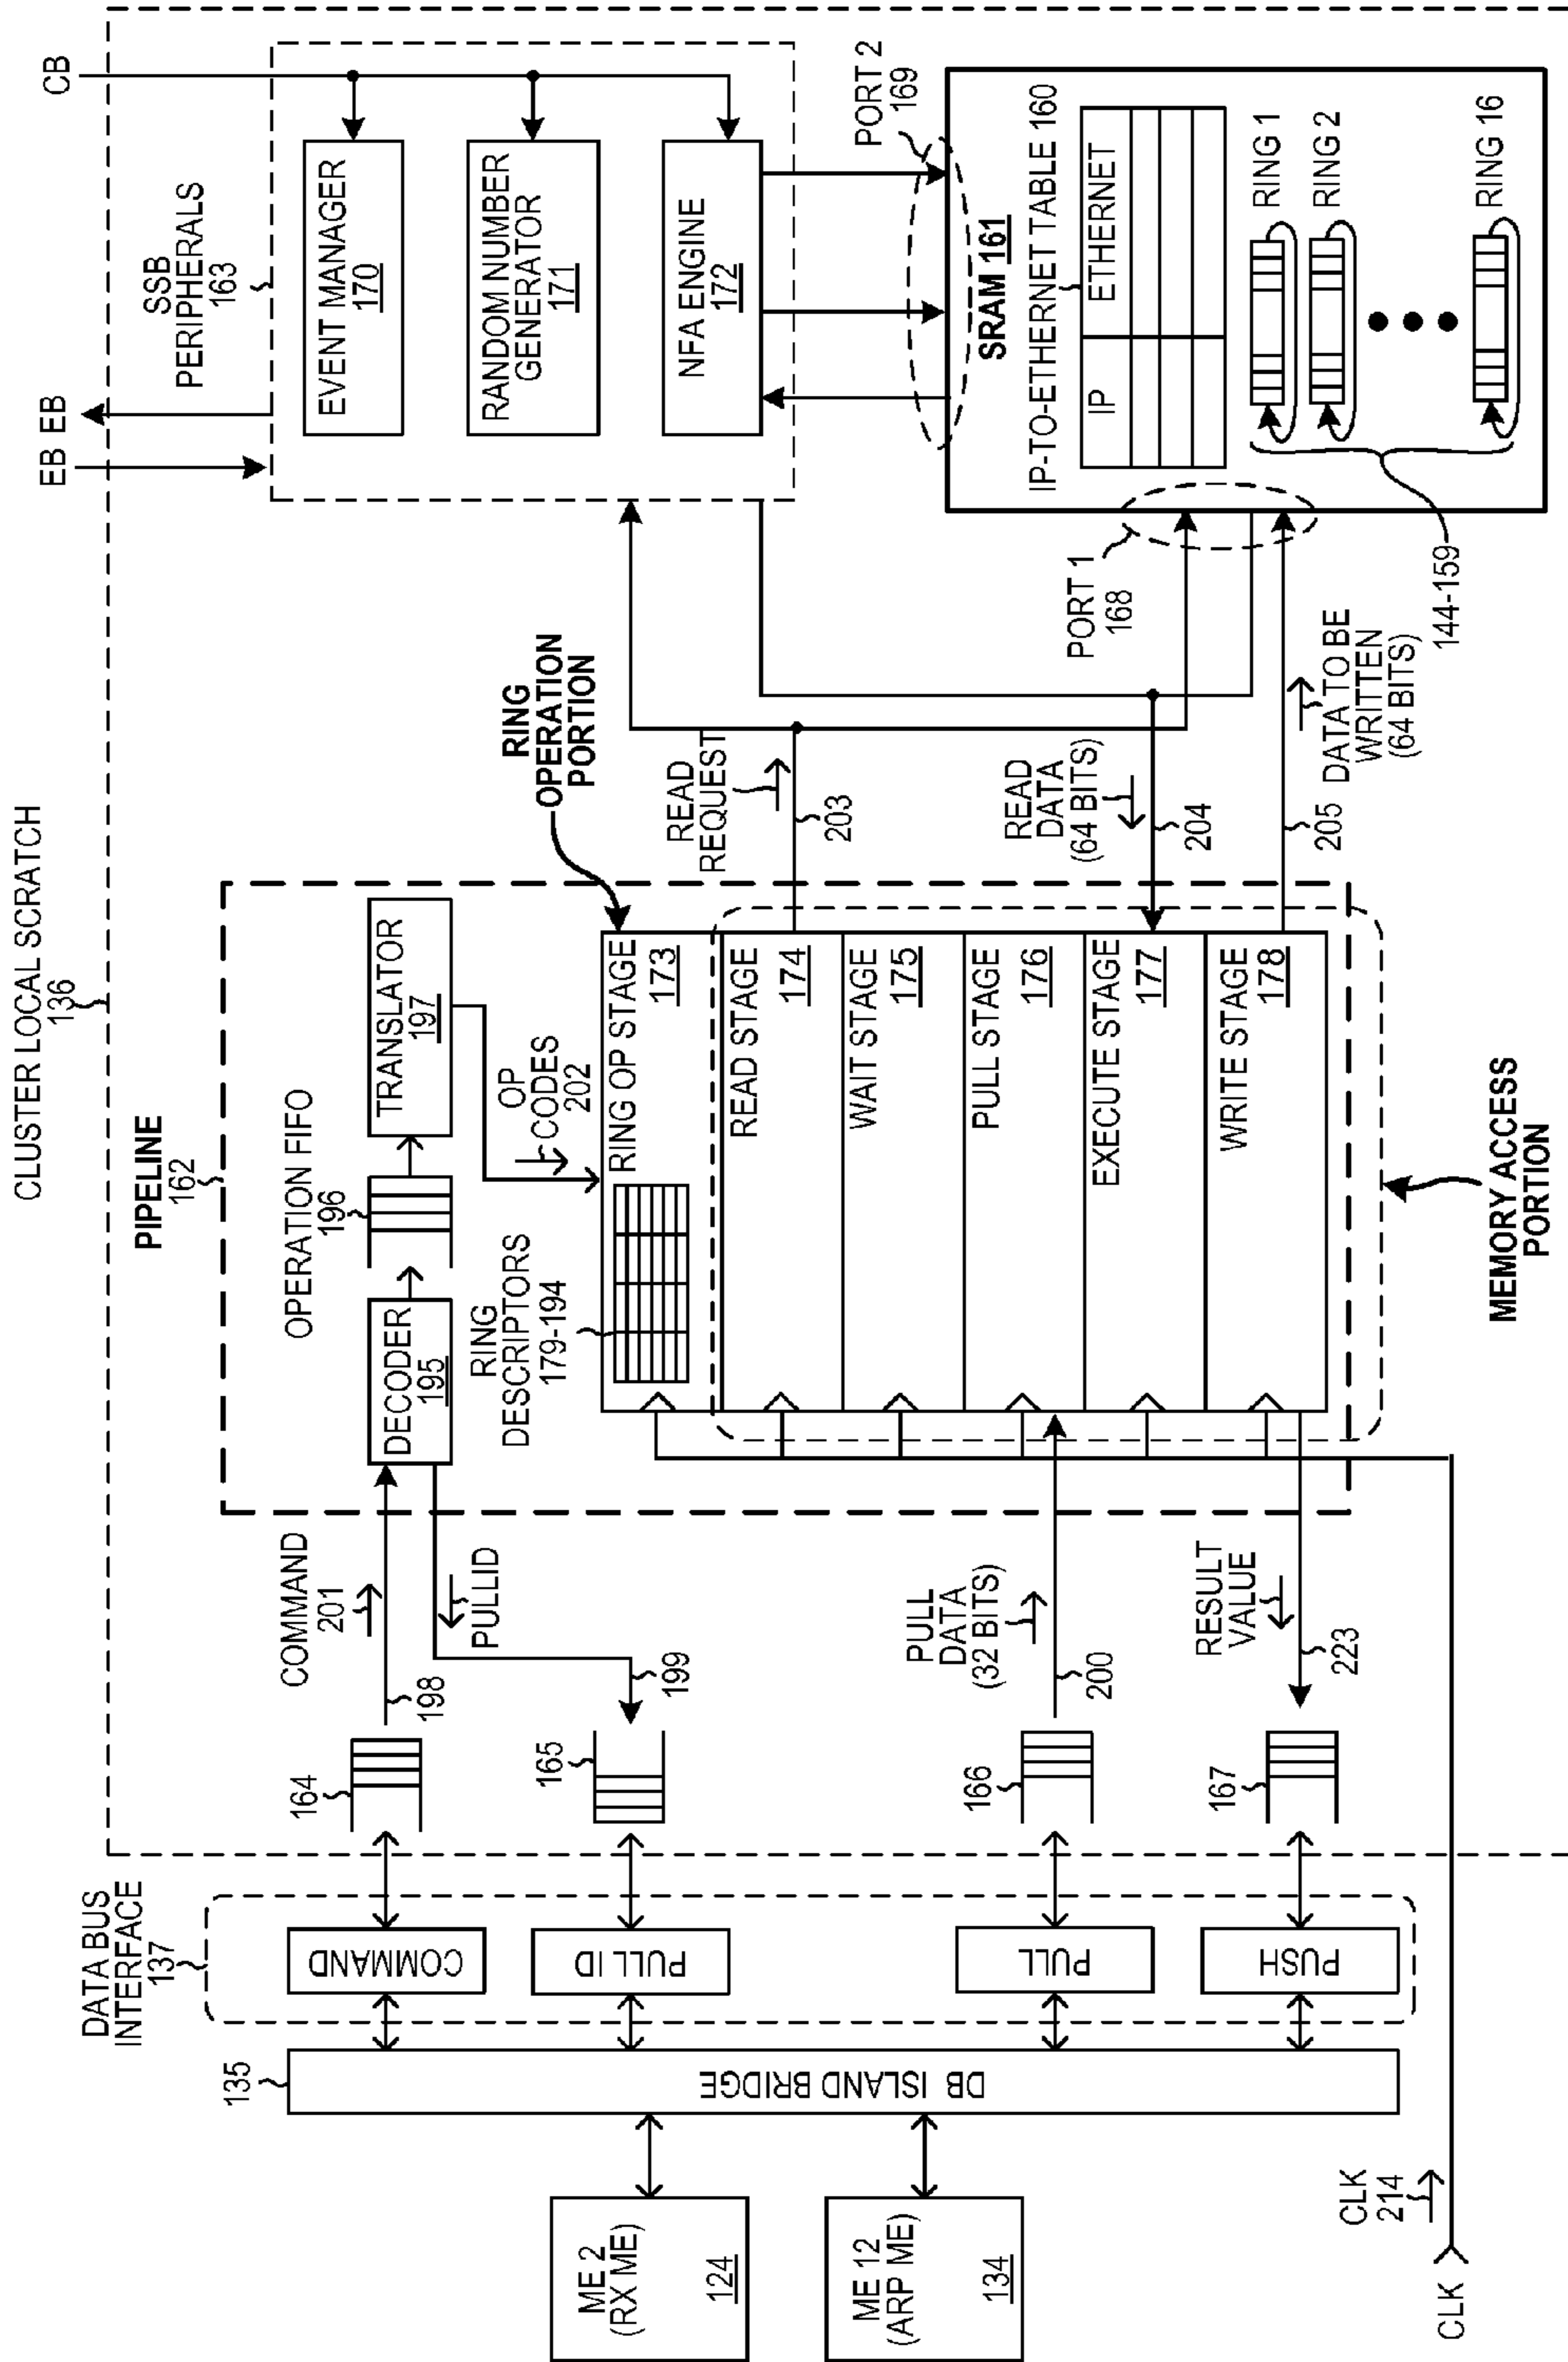 CLUSTER LOCAL SCRATCH
136
DATA BUS
INTERFACE
137
135
DB ISLAND BRIDGE
ME 2
(RX ME)
124
ME 12
(ARP ME)
134
COMMAND
PULL ID
PULL
PUSH
164
165
166
167
COMMAND
201
198
PULLID
199
PULL
DATA
(32 BITS)
200
RESULT
VALUE
223
CLK
CLK
214
PIPELINE
162
OPERATION FIFO
196
DECODER
195
TRANSLATOR
197
OP
CODES
202
RING
DESCRIPTORS
179-194
RING OP STAGE
173
READ STAGE
174
WAIT STAGE
175
PULL STAGE
176
EXECUTE STAGE
177
WRITE STAGE
178
MEMORY ACCESS
PORTION
RING
OPERATION
PORTION
READ
REQUEST
203
READ
DATA
(64 BITS)
204
DATA TO BE
WRITTEN
(64 BITS)
205
EB EB
CB
SSB
PERIPHERALS
163
EVENT MANAGER
170
RANDOM NUMBER
GENERATOR
171
NFA ENGINE
172
PORT 1
168
PORT 2
169
SRAM 161
IP-TO-ETHERNET TABLE 160
IP
ETHERNET
RING 1
RING 2
RING 16
144-159